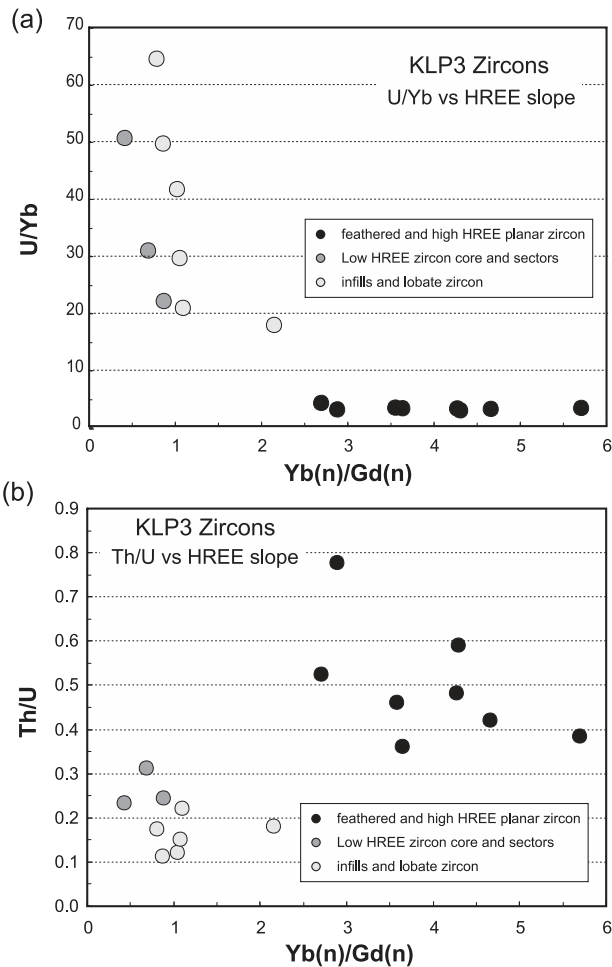 (a)
70
60
50
40
30
20
10
0
U/Yb
KLP3 Zircons
U/Yb vs HREE slope
feathered and high HREE planar zircon
Low HREE zircon core and sectors
infills and lobate zircon
0 1 2 3 4 5 6
Yb(n)/Gd(n)
(b)
0.9
0.8
0.7
0.6
0.5
0.4
0.3
0.2
0.1
0.0
Th/U
KLP3 Zircons
Th/U vs HREE slope
feathered and high HREE planar zircon
Low HREE zircon core and sectors
infills and lobate zircon
0 1 2 3 4 5 6
Yb(n)/Gd(n)